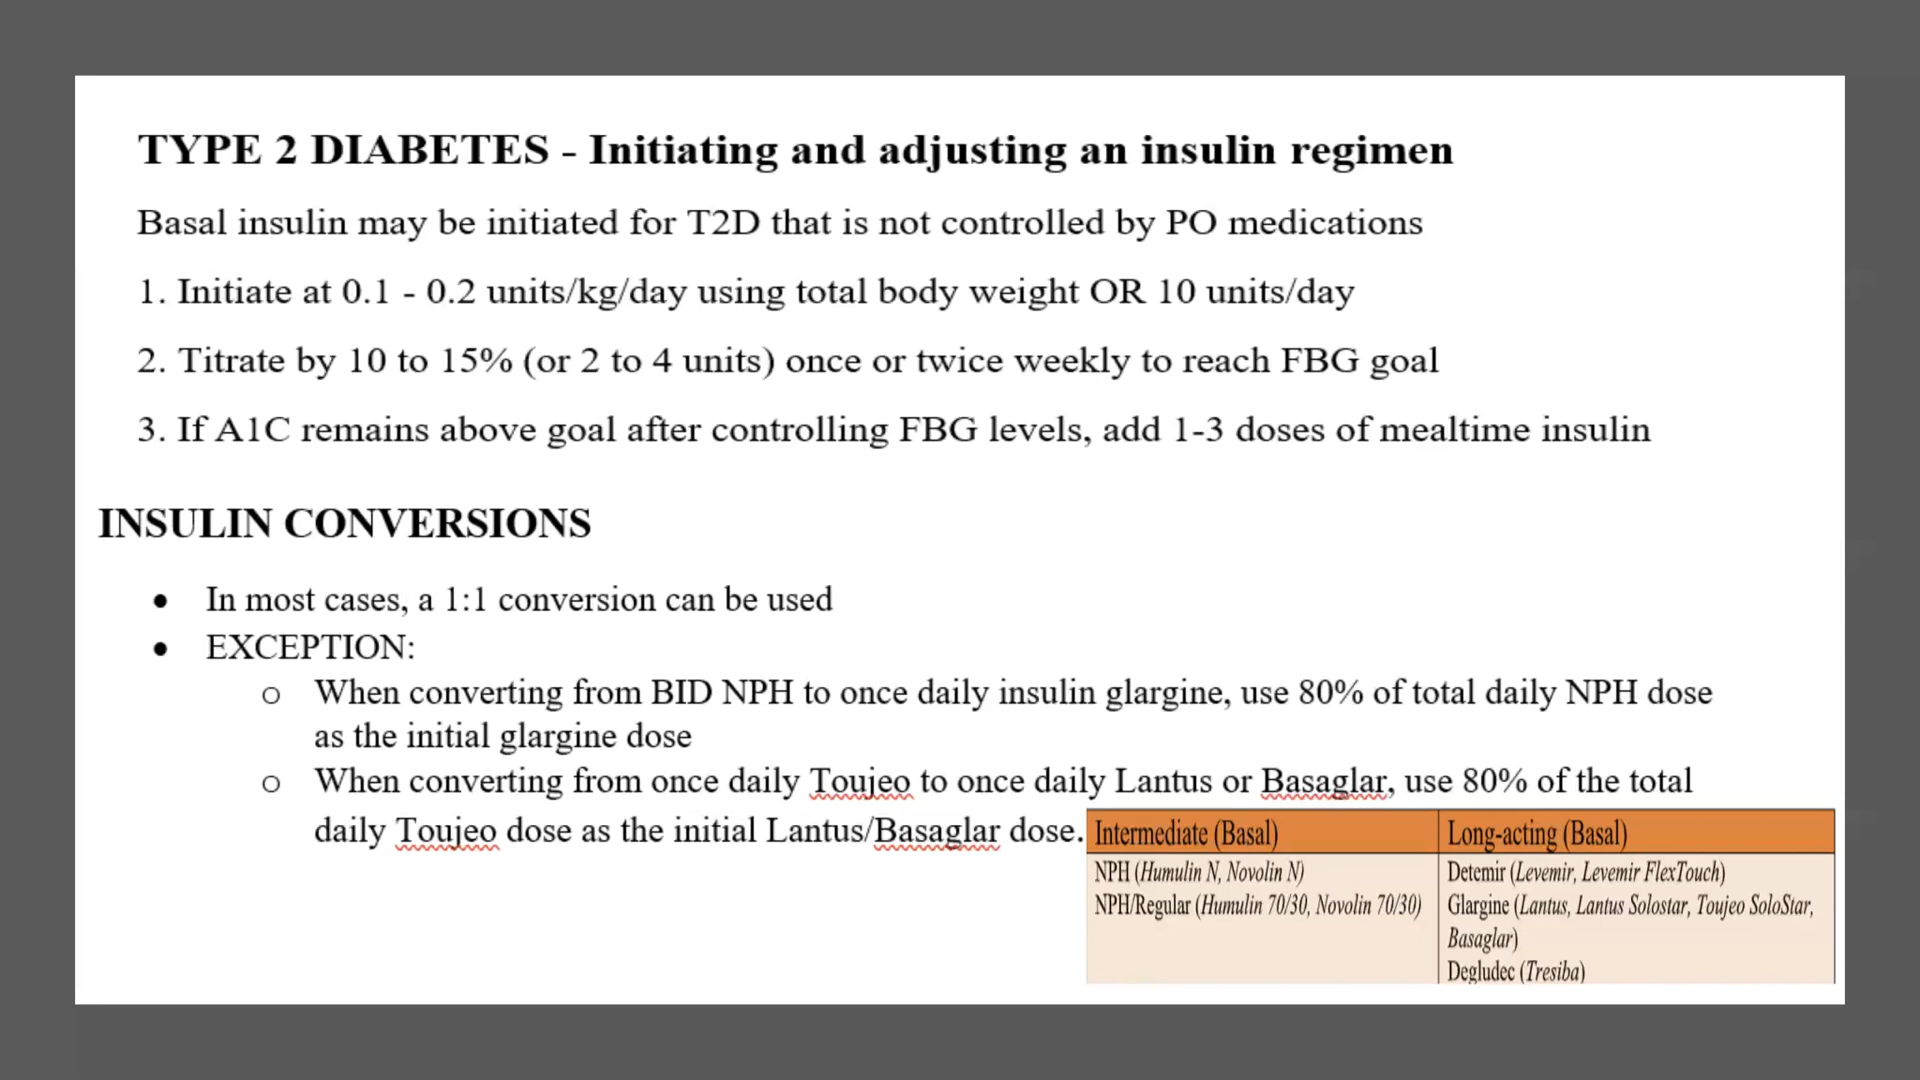 TYPE 2 DIABETES - Initiating and adjusting an insulin regimen
Basal insulin may be initiated for T2D that is not controlled by PO medications
1. Initiate at 0.1 - 0.2 units/kg/day using total body weight OR 10 units/day
2. Titrate by 10 to 15% (or 2 to 4 units) once or twice weekly to reach FBG goal
3. If A1C remains above goal after controlling FBG levels, add 1-3 doses of mealtime insulin
INSULIN CONVERSIONS
• In most cases, a 1:1 conversion can be used
• EXCEPTION:
o When converting from BID NPH to once daily insulin glargine, use 80% of total daily NPH dose
as the initial glargine dose
o When converting from once daily Toujeo to once daily Lantus or Basaglar, use 80% of the total
daily Toujeo dose as the initial Lantus/Basaglar dose.
Intermediate (Basal)
NPH (Humulin N, Novolin N)
NPH/Regular (Humulin 70/30, Novolin 70/30)
Long-acting (Basal)
Detemir (Levemir, Levemir FlexTouch)
Glargine (Lantus, Lantus Solostar, Toujeo SoloStar,
Basaglar)
Degludec (Tresiba)